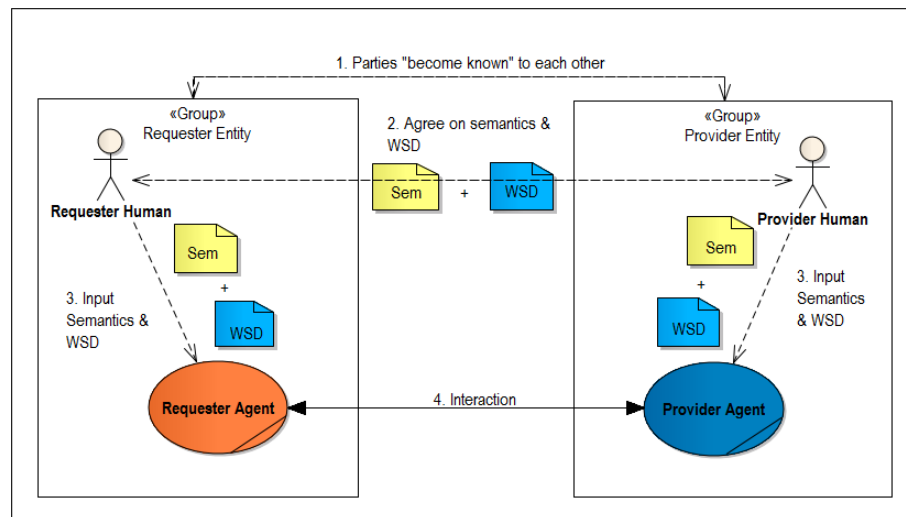 1. Parties "become known" to each other
«Group»
Requester Entity
«Group»
Provider Entity
2. Agree on semantics &
WSD
Sem
+
WSD
Requester Human
Provider Human
Sem
+
WSD
3. Input
Semantics &
WSD
Sem
+
WSD
3. Input
Semantics
& WSD
Requester Agent
4. Interaction
Provider Agent